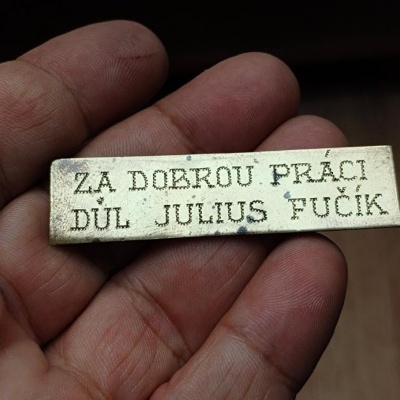 ZA DOBROU PRÁCI
DŮL JULIUS FUČÍK